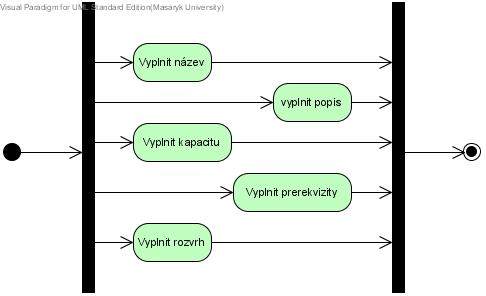 Visual Paradigm for UML Standard Edition(Masaryk University)
Vyplnit název
vyplnit popis
Vyplnit kapacitu
Vyplnit prerekvizity
Vyplnit rozvrh